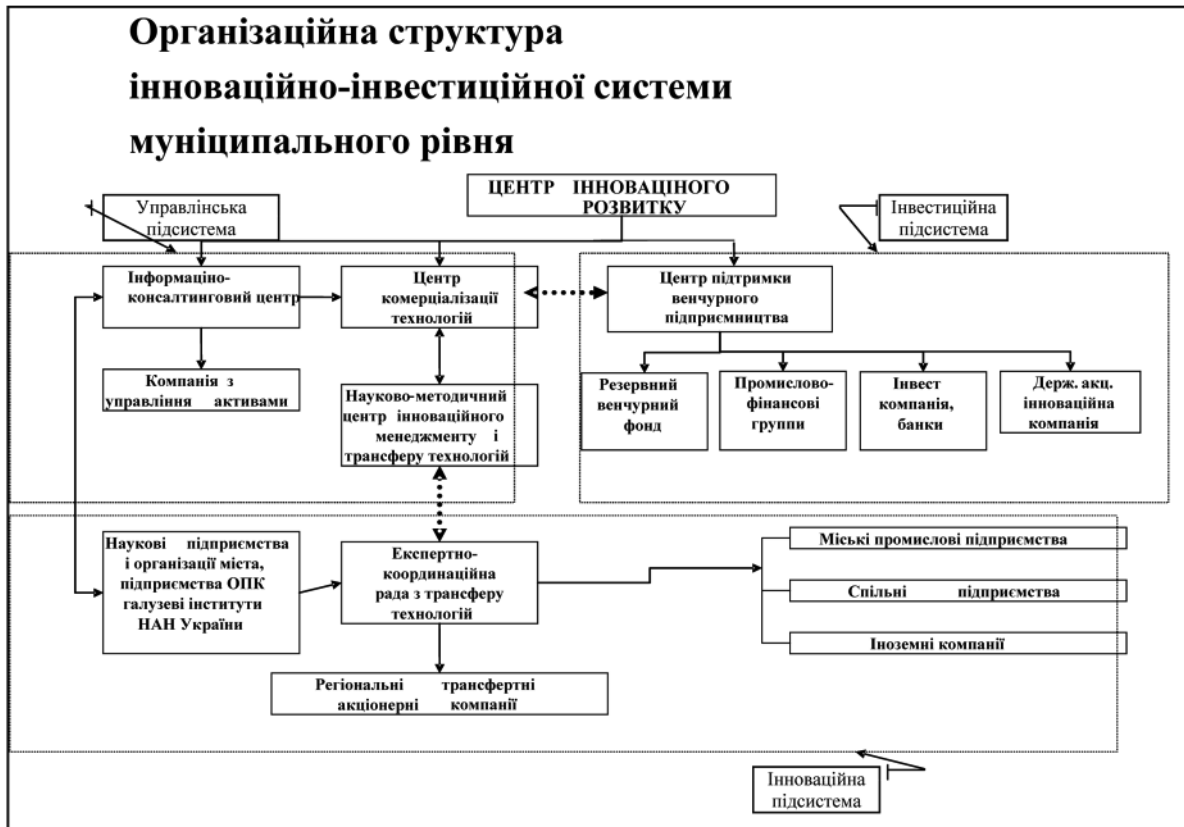 Організаційна структура
інноваційно-інвестиційної системи
муніципального рівня
ЦЕНТР ІННОВАЦІНОГО
РОЗВИТКУ
Управлінська
підсистема
Інвестиційна
підсистема
Інформаціно-
консалтинговий центр
Центр
комерціалізації
технологій
Центр підтримки
венчурного
підприємництва
Компанія з
управління активами
Науково-методичний
центр інноваційного
менеджменту і
трансферу технологій
Резервний
венчурний
фонд
Промислово-
фінансові
группи
Інвест
компанія,
банки
Держ. акц.
інноваційна
компанія
Наукові підприємства
і організації міста,
підприємства ОПК
галузеві інститути
НАН України
Експертно-
координаційна
рада з трансферу
технологій
Міські промислові підприємства
Спільні підприємства
Іноземні компанії
Регіональні трансфертні
акціонерні компанії
Інноваційна
підсистема